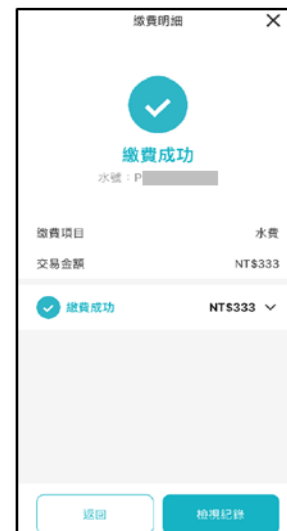 繳費明細
繳費成功
水號：P
繳費項目 水費
交易金額 NT$333
繳費成功 NT$333
返回 檢視記錄